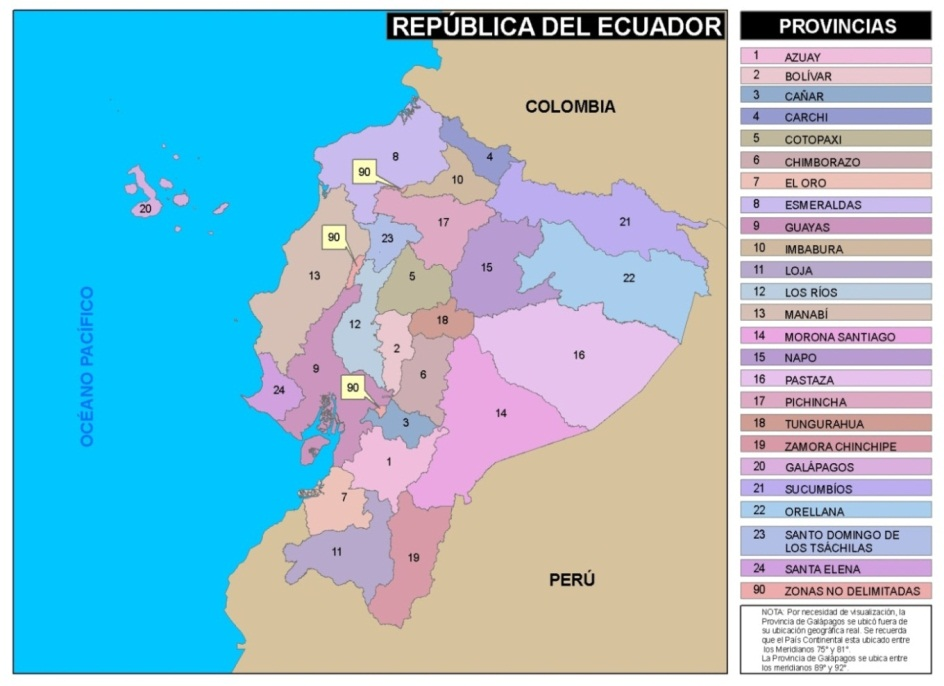 REPÚBLICA DEL ECUADOR
COLOMBIA
8
4
90
10
20
17
21
90
23
15
13
5
22
12
18
2
16
OCÉANO PACÍFICO
9
6
24
90
14
3
1
7
11
19
PERÚ
PROVINCIAS
1 AZUAY
2 BOLÍVAR
3 CAÑAR
4 CARCHI
5 COTOPAXI
6 CHIMBORAZO
7 EL ORO
8 ESMERALDAS
9 GUAYAS
10 IMBABURA
11 LOJA
12 LOS RÍOS
13 MANABÍ
14 MORONA SANTIAGO
15 NAPO
16 PASTAZA
17 PICHINCHA
18 TUNGURAHUA
19 ZAMORA CHINCHIPE
20 GALÁPAGOS
21 SUCUMBÍOS
22 ORELLANA
23 SANTO DOMINGO DE
LOS TSÁCHILAS
24 SANTA ELENA
90 ZONAS NO DELIMITADAS
NOTA: Por necesidad de visualización, la
Provincia de Galápagos se ubicó fuera de
su ubicación geográfica real. Se recuerda
que el País Continental esta ubicado entre
los Meridianos 75° y 81°.
La Provincia de Galápagos se ubica entre
los meridianos 89° y 92°.